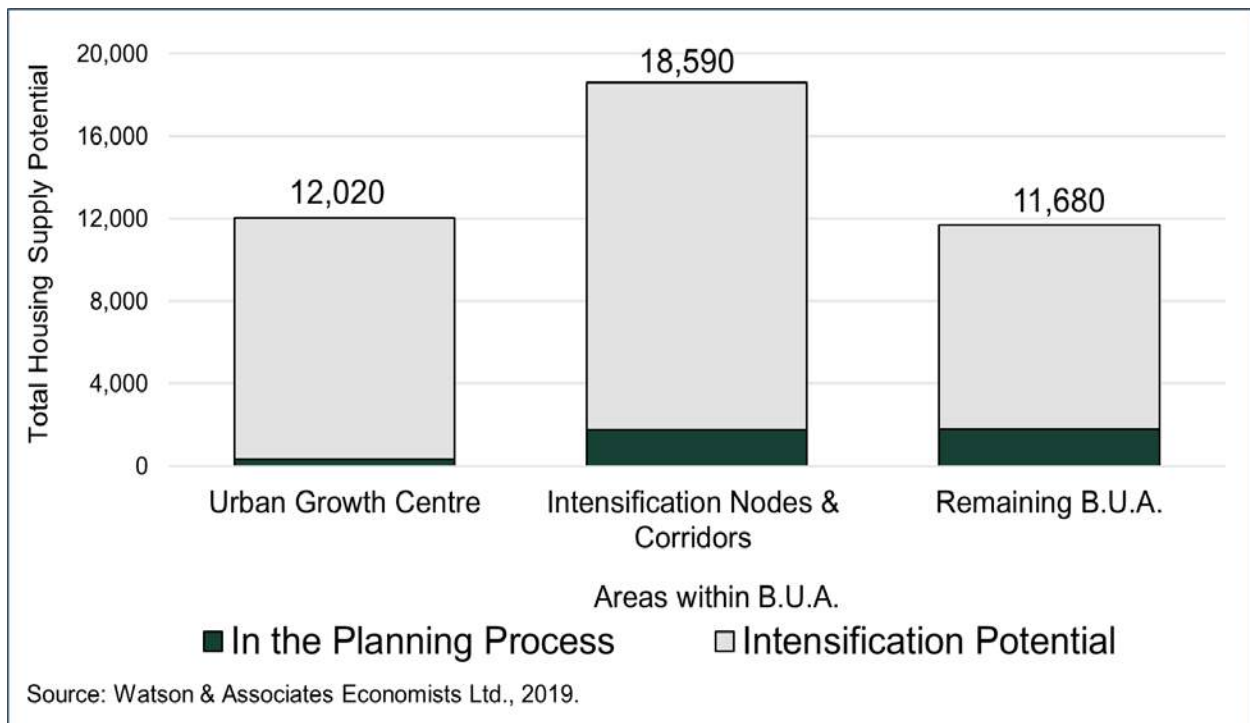 Total Housing Supply Potential
20,000
16,000
12,000
8,000
4,000
0
12,020
18,590
11,680
Urban Growth Centre
Intensification Nodes &
Corridors
Remaining B.U.A.
Areas within B.U.A.
In the Planning Process
Intensification Potential
Source: Watson & Associates Economists Ltd., 2019.